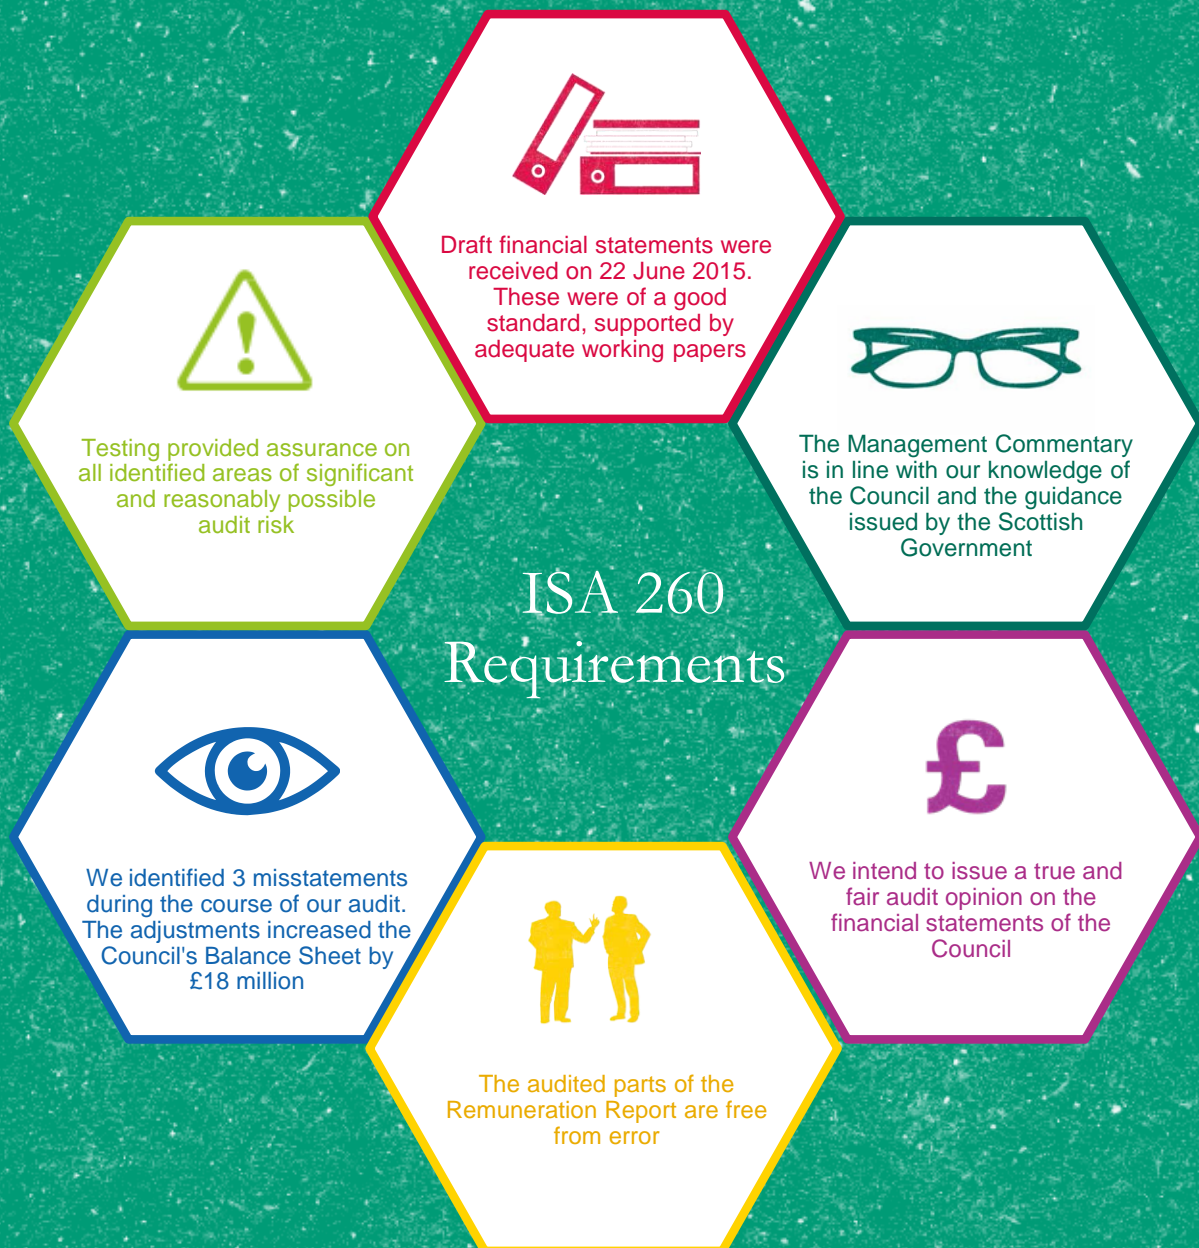 Draft financial statements were
received on 22 June 2015.
These were of a good
standard, supported by
adequate working papers
Testing provided assurance on
all identified areas of significant
and reasonably possible
audit risk
The Management Commentary
is in line with our knowledge of
the Council and the guidance
issued by the Scottish
Government
ISA 260
Requirements
We identified 3 misstatements
during the course of our audit.
The adjustments increased the
Council's Balance Sheet by
£18 million
£
We intend to issue a true and
fair audit opinion on the
financial statements of the
Council
The audited parts of the
Remuneration Report are free
from error